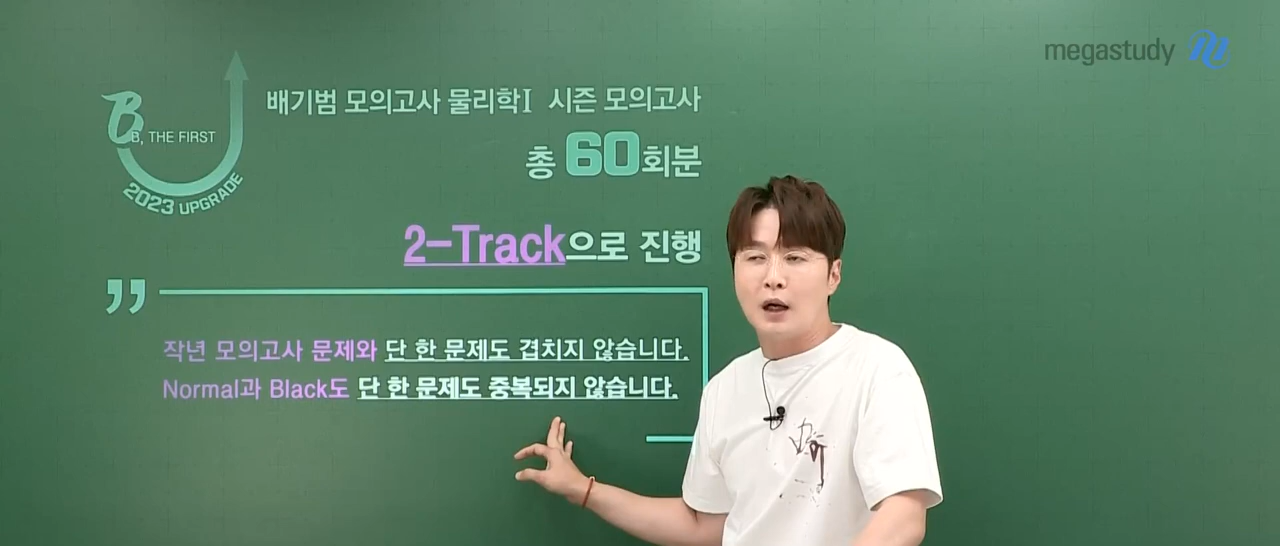 megastudy
배기범 모의고사 물리학I 시즌 모의고사
B, THE FIRST
총 60회분
2023 UPGRADE
2-Track으로 진행
작년 모의고사 문제와 단 한 문제도 겹치지 않습니다.
Normal과 Black도 단 한 문제도 중복되지 않습니다.